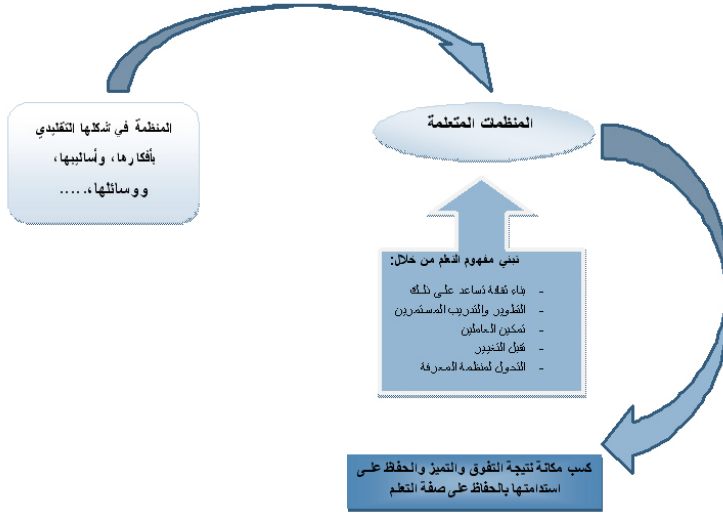 المنظمة في شكلها التقليدي
بأفكارها، وأساليبها،
ووسائلها،.....
المنظمات المتعلمة
تبني مفهوم التعلم من خلال:
- بناء ثقافة تساعد على ذلك
- التطوير والتدريب المستمرين
- تمكين العاملين
- تقبل التغيير
- التحول لمنظمة المعرفة
كسب مكانة نتيجة التفوق والتميز والحفاظ على
استدامتها بالحفاظ على صفة التعلم